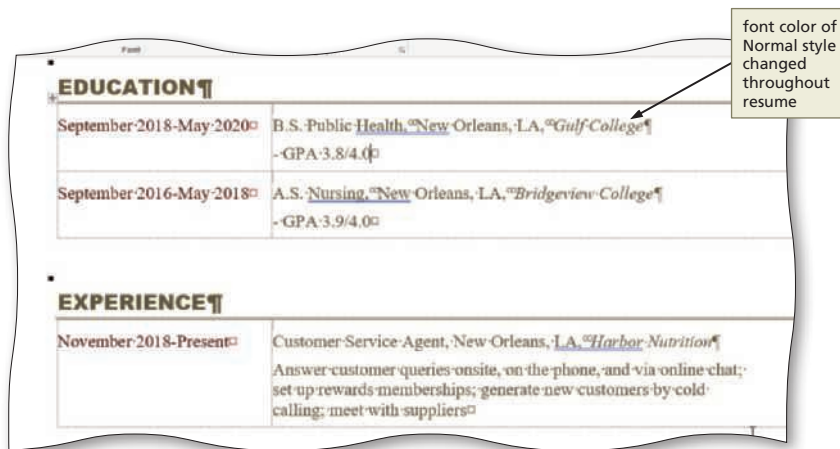 font color of
Normal style
changed
throughout
resume
Font
EDUCATION¶
September·2018-May·2020¤ B.S.·Public·Health,°New·Orleans,·LA,°Gulf·College¶
-·GPA·3.8/4.0¤
September·2016-May·2018¤ A.S.·Nursing,°New·Orleans,·LA,°Bridgeview·College¶
-·GPA·3.9/4.0¤
EXPERIENCE¶
November·2018-Present¤ Customer·Service·Agent,·New·Orleans,·LA,°Harbor·Nutrition¶
Answer·customer·queries·onsite,·on·the·phone,·and·via·online·chat;·
set·up·rewards·memberships;·generate·new·customers·by·cold·
calling;·meet·with·suppliers¤